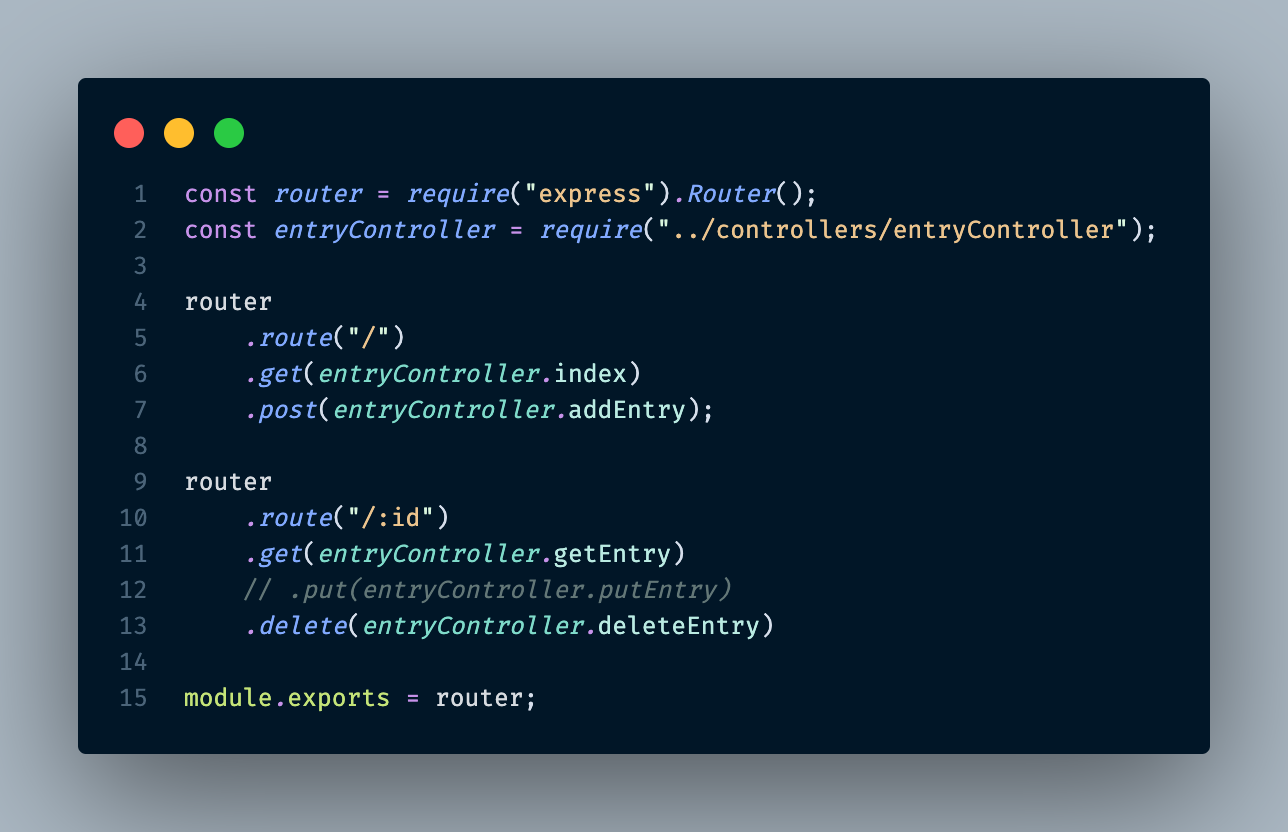 1 const router = require("express").Router();
2 const entryController = require("../controllers/entryController");
3
4 router
5     .route("/")
6     .get(entryController.index)
7     .post(entryController.addEntry);
8
9 router
10     .route("/:id")
11     .get(entryController.getEntry)
12     // .put(entryController.putEntry)
13     .delete(entryController.deleteEntry)
14
15 module.exports = router;